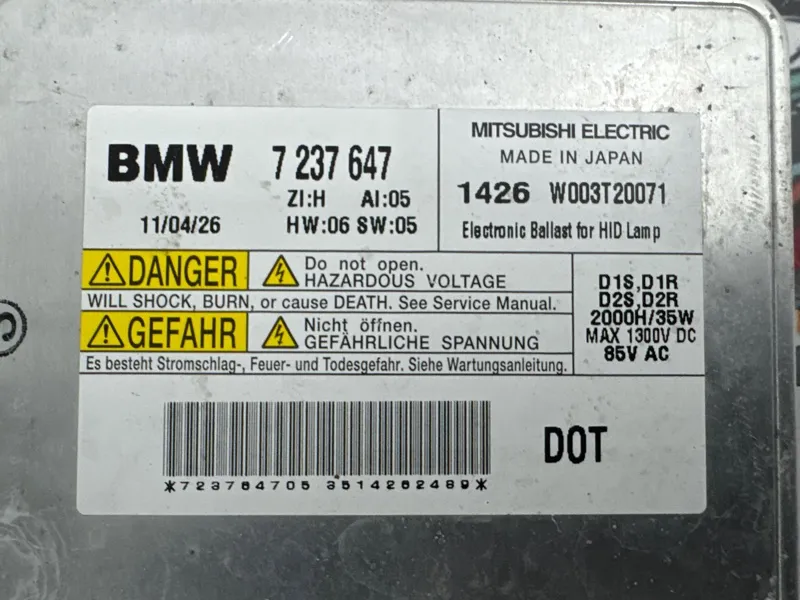 BMW 7 237 647
ZI:H AI:05
11/04/26 HW:06 SW:05
MITSUBISHI ELECTRIC
MADE IN JAPAN
1426 W003T20071
Electronic Ballast for HID Lamp
DANGER Do not open.
HAZARDOUS VOLTAGE
WILL SHOCK, BURN, or cause DEATH. See Service Manual.
GEFAHR Nicht öffnen.
GEFÄHRLICHE SPANNUNG
Es besteht Stromschlag-, Feuer- und Todesgefahr. Siehe Wartungsanleitung.
D1S,D1R
D2S,D2R
2000H/35W
MAX 1300V DC
85V AC
DOT
*723764705 3514262489*